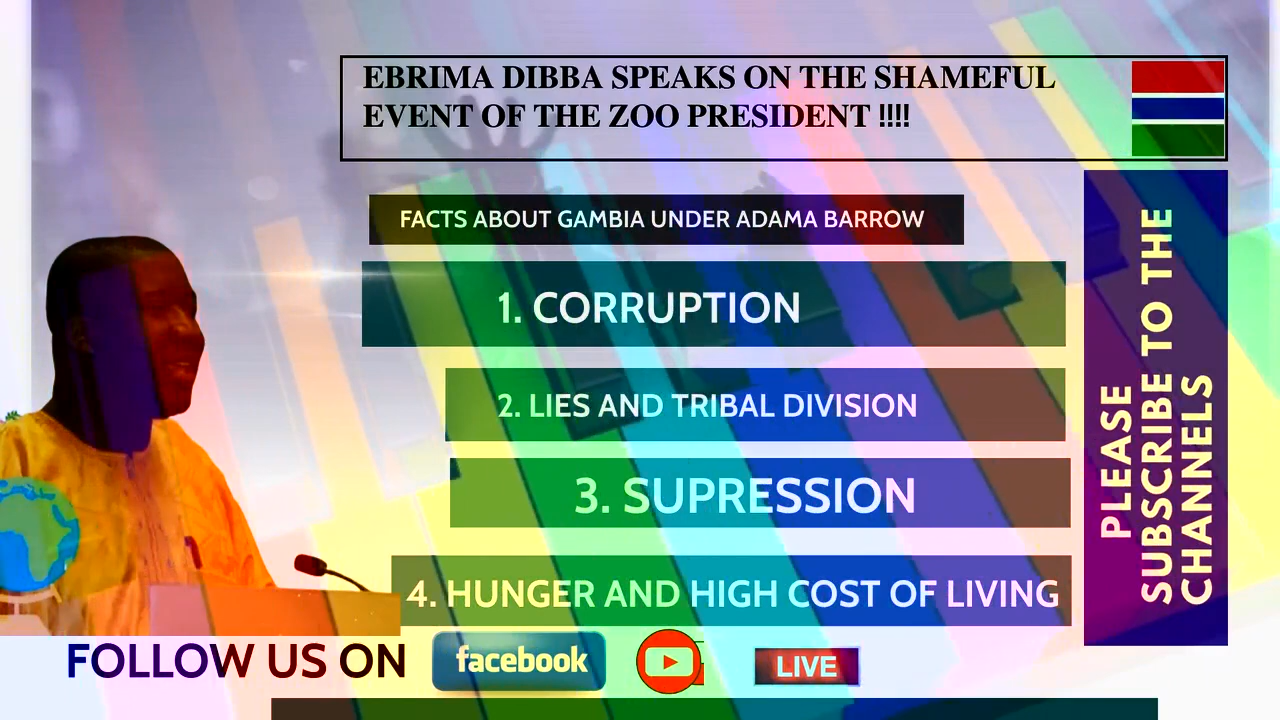 EBRIMA DIBBA SPEAKS ON THE SHAMEFUL
EVENT OF THE ZOO PRESIDENT !!!!
FACTS ABOUT GAMBIA UNDER ADAMA BARROW
1. CORRUPTION
2. LIES AND TRIBAL DIVISION
3. SUPRESSION
4. HUNGER AND HIGH COST OF LIVING
PLEASE
SUBSCRIBE TO THE
CHANNELS
FOLLOW US ON
facebook
LIVE